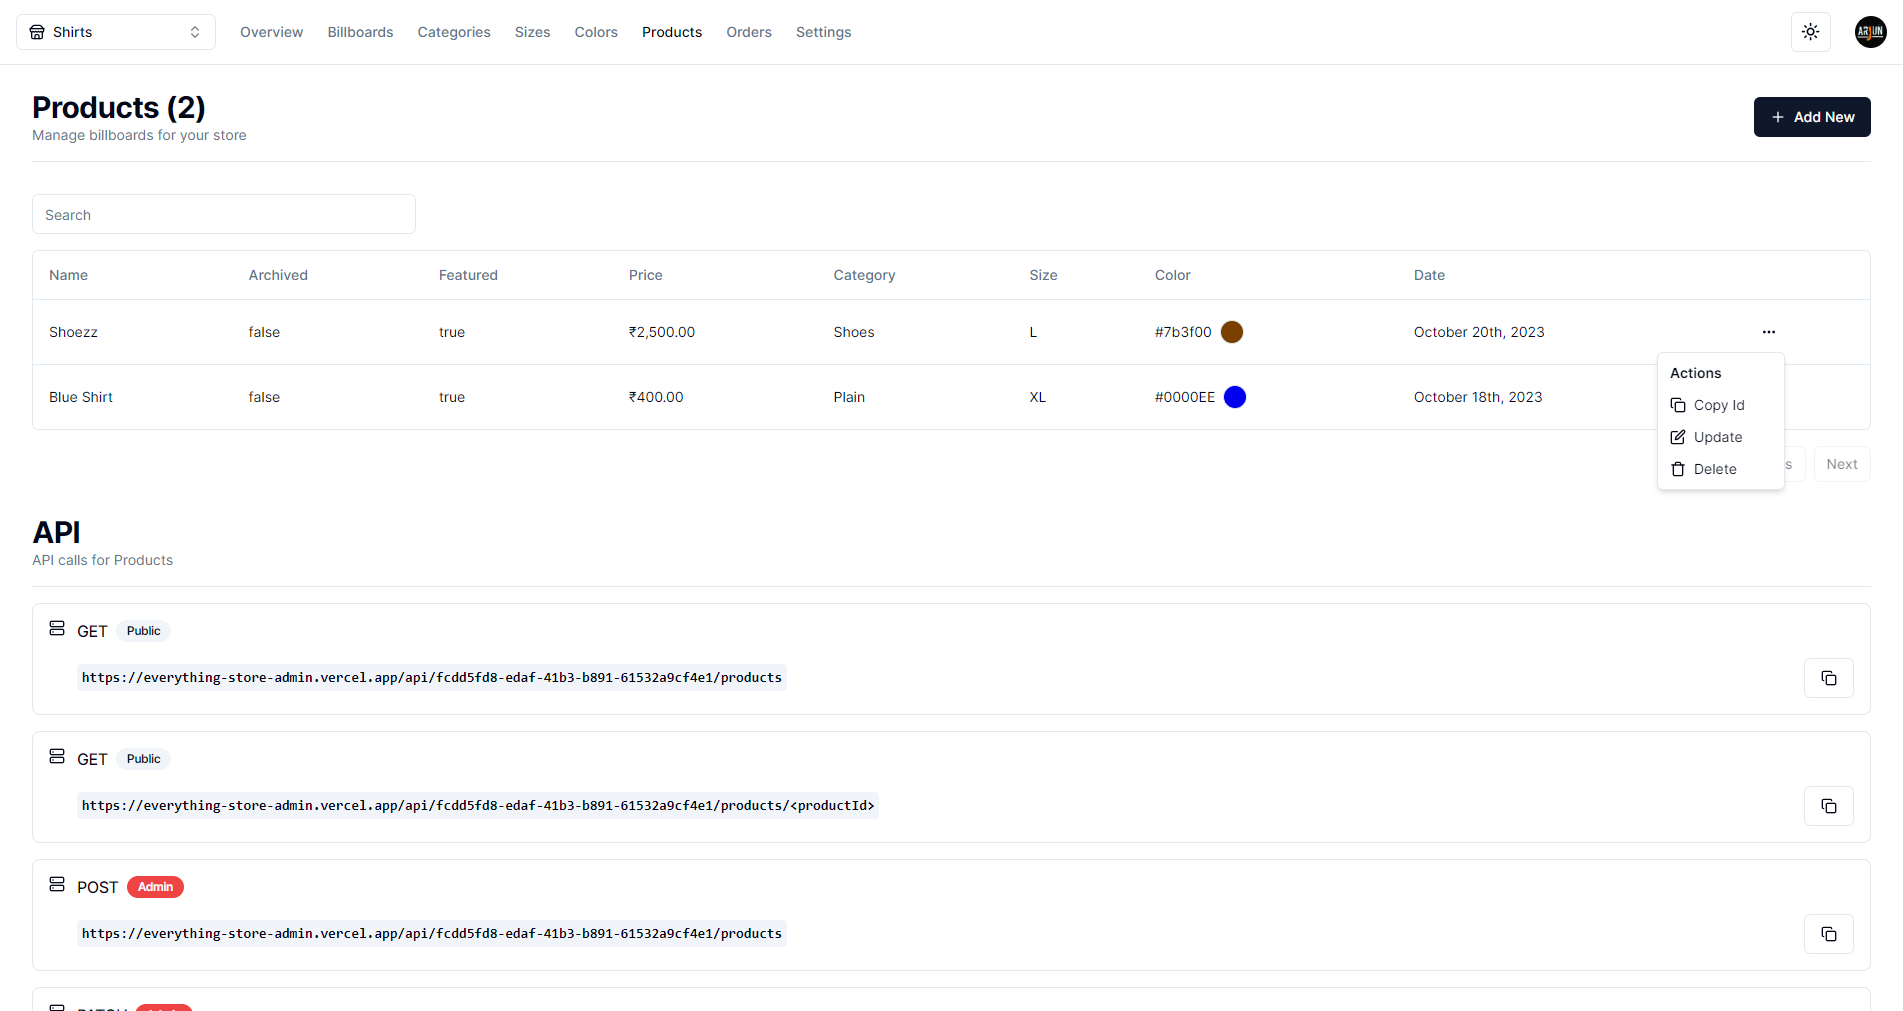 Shirts Overview Billboards Categories Sizes Colors Products Orders Settings ARJUN
Products (2)
Manage billboards for your store
Add New
Search
Name Archived Featured Price Category Size Color Date
Shoezz false true ₹2,500.00 Shoes L #7b3f00 October 20th, 2023
Blue Shirt false true ₹400.00 Plain XL #0000EE October 18th, 2023
Actions
Copy Id
Update
Delete
s Next
API
API calls for Products
GET Public
https://everything-store-admin.vercel.app/api/fcdd5fd8-edaf-41b3-b891-61532a9cf4e1/products
GET Public
https://everything-store-admin.vercel.app/api/fcdd5fd8-edaf-41b3-b891-61532a9cf4e1/products/<productId>
POST Admin
https://everything-store-admin.vercel.app/api/fcdd5fd8-edaf-41b3-b891-61532a9cf4e1/products